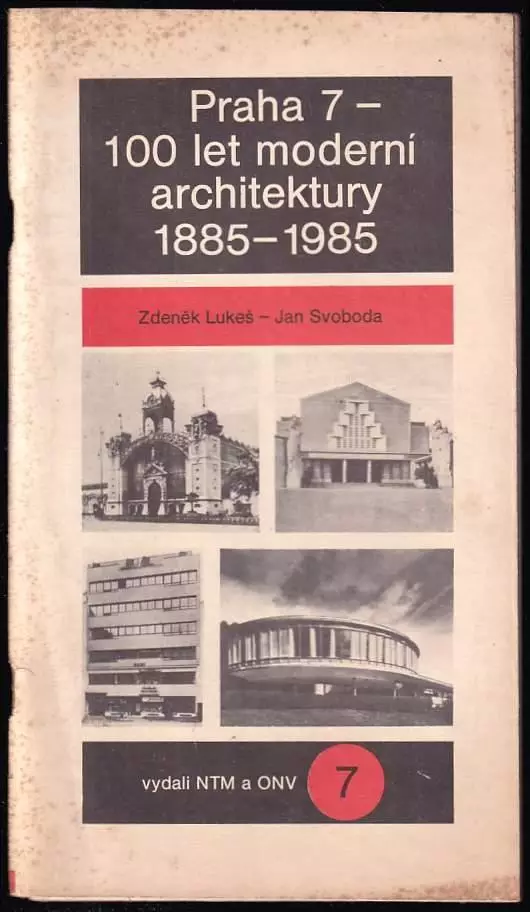 Praha 7 –
100 let moderní
architektury
1885–1985
Zdeněk Lukeš – Jan Svoboda
vydali NTM a ONV
7